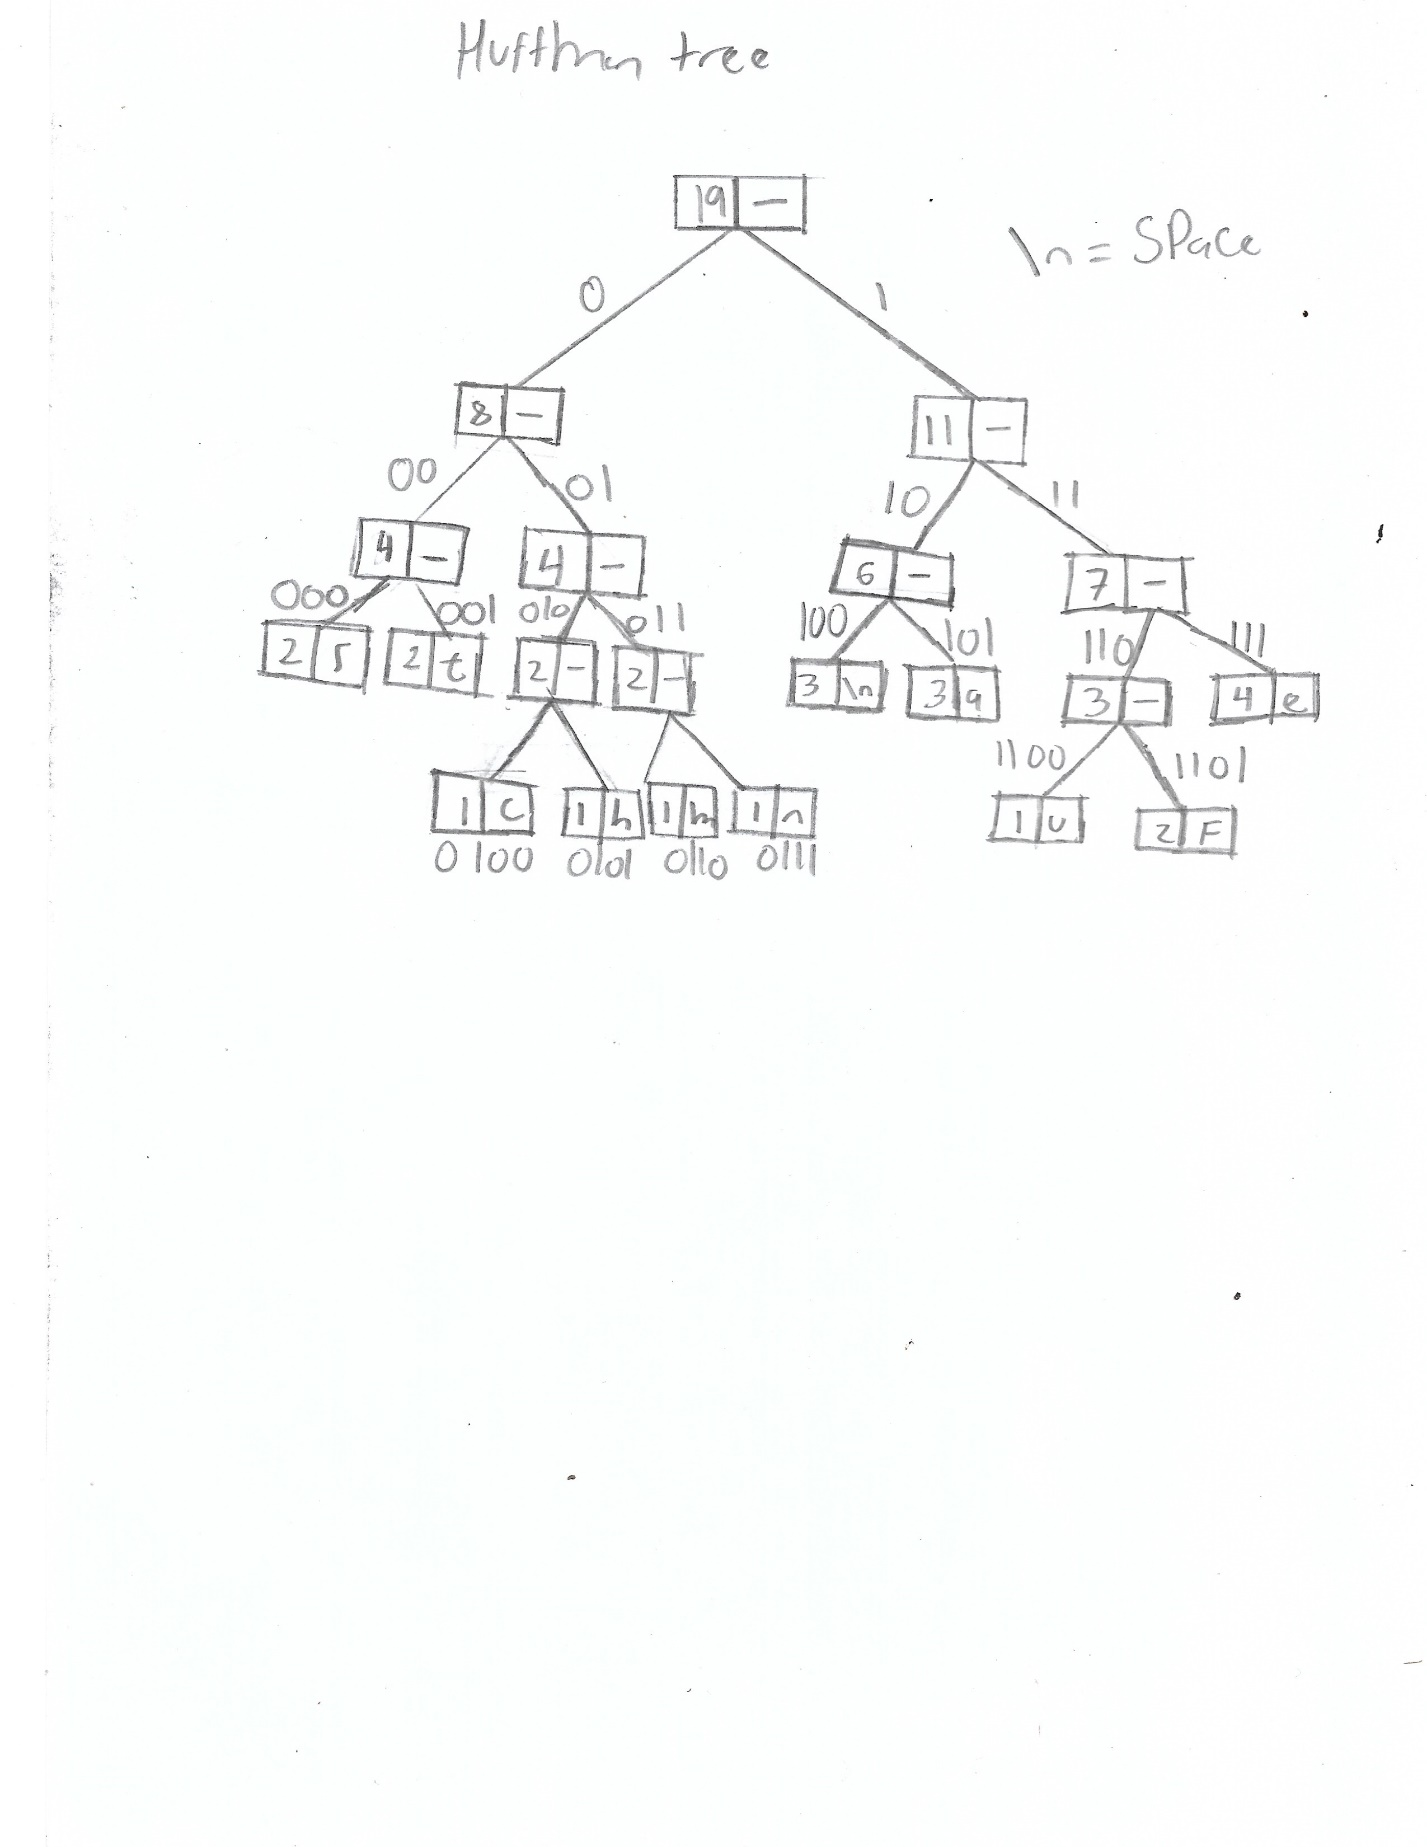 Huffman tree
19 -
\n = SPace
0 1
8 - 11 -
00 01 10 11
4 - 4 - 6 - 7 -
000 001 010 011 100 101 110 111
2 s 2 t 2 - 2 - 3 \n 3 a 3 - 4 e
1100 1101
1 c 1 h 1 m 1 n 1 u 2 F
0100 0101 0110 0111